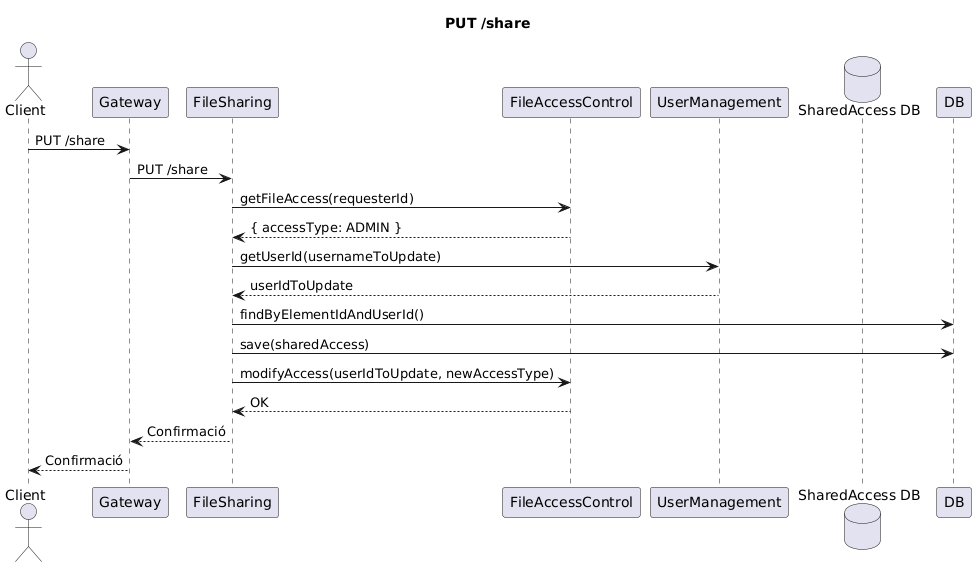 PUT /share
Client
Gateway
FileSharing
FileAccessControl
UserManagement
SharedAccess DB
DB
PUT /share
PUT /share
getFileAccess(requesterId)
{ accessType: ADMIN }
getUserId(usernameToUpdate)
userIdToUpdate
findByElementIdAndUserId()
save(sharedAccess)
modifyAccess(userIdToUpdate, newAccessType)
OK
Confirmació
Confirmació
Client
Gateway
FileSharing
FileAccessControl
UserManagement
SharedAccess DB
DB